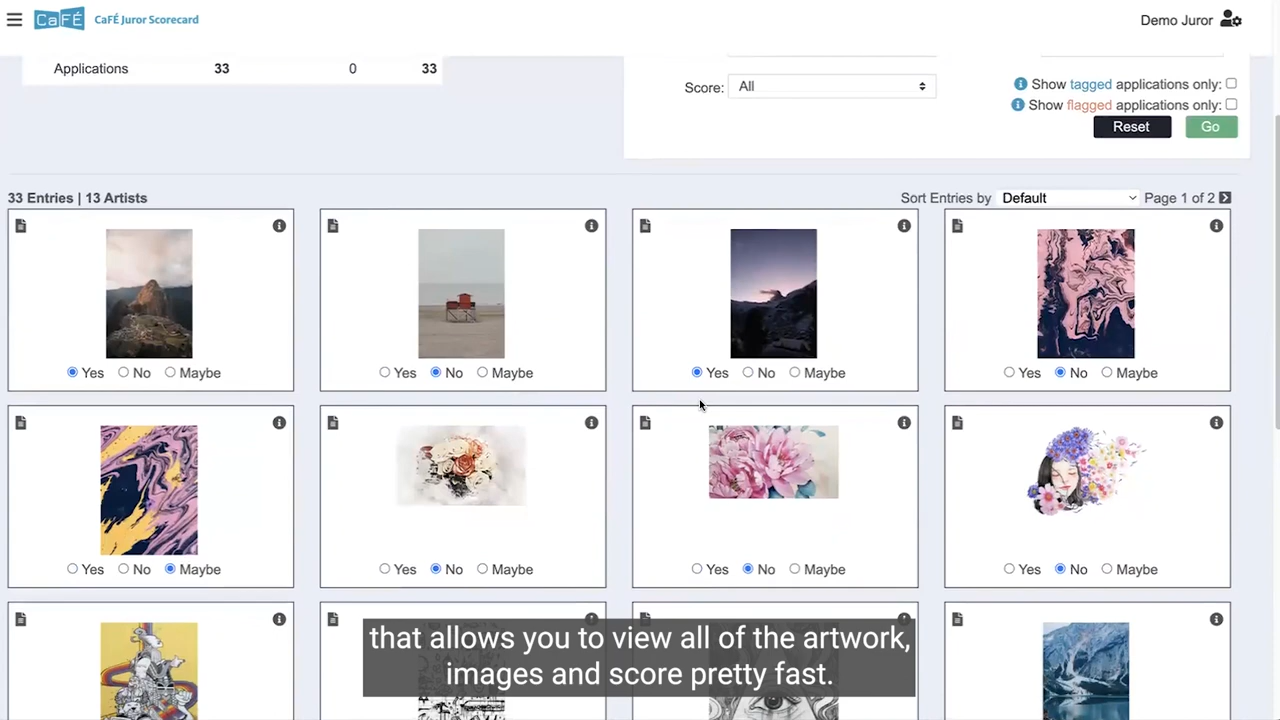 CaFÉ CaFÉ Juror Scorecard Demo Juror
Applications 33 0 33
Score: All
Show tagged applications only:
Show flagged applications only:
Reset Go
33 Entries | 13 Artists Sort Entries by Default Page 1 of 2
Yes No Maybe Yes No Maybe Yes No Maybe Yes No Maybe
Yes No Maybe Yes No Maybe Yes No Maybe Yes No Maybe
that allows you to view all of the artwork,
images and score pretty fast.